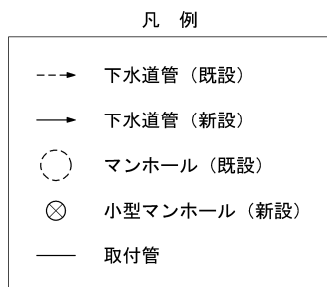 凡 例
下水道管（既設）
下水道管（新設）
マンホール（既設）
小型マンホール（新設）
取付管